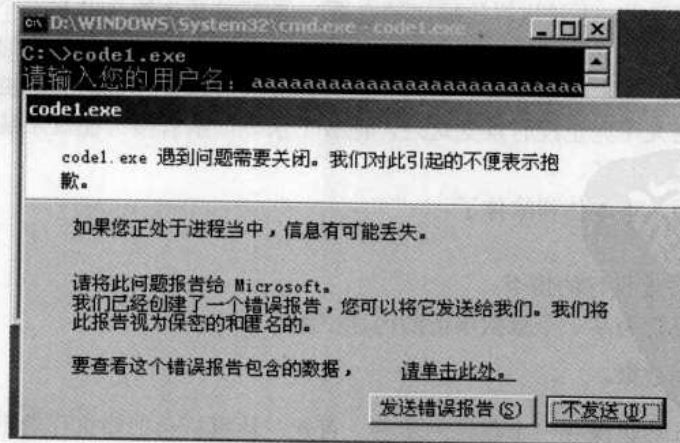 D:\WINDOWS\System32\cmd.exe - code1.exe
C:\>code1.exe
请输入您的用户名：aaaaaaaaaaaaaaaaaaaaaaaaaa
code1.exe
code1.exe 遇到问题需要关闭。我们对此引起的不便表示抱
歉。
如果您正处于进程当中，信息有可能丢失。
请将此问题报告给 Microsoft。
我们已经创建了一个错误报告，您可以将它发送给我们。我们将
此报告视为保密的和匿名的。
要查看这个错误报告包含的数据， 请单击此处。
发送错误报告(S) 不发送(D)